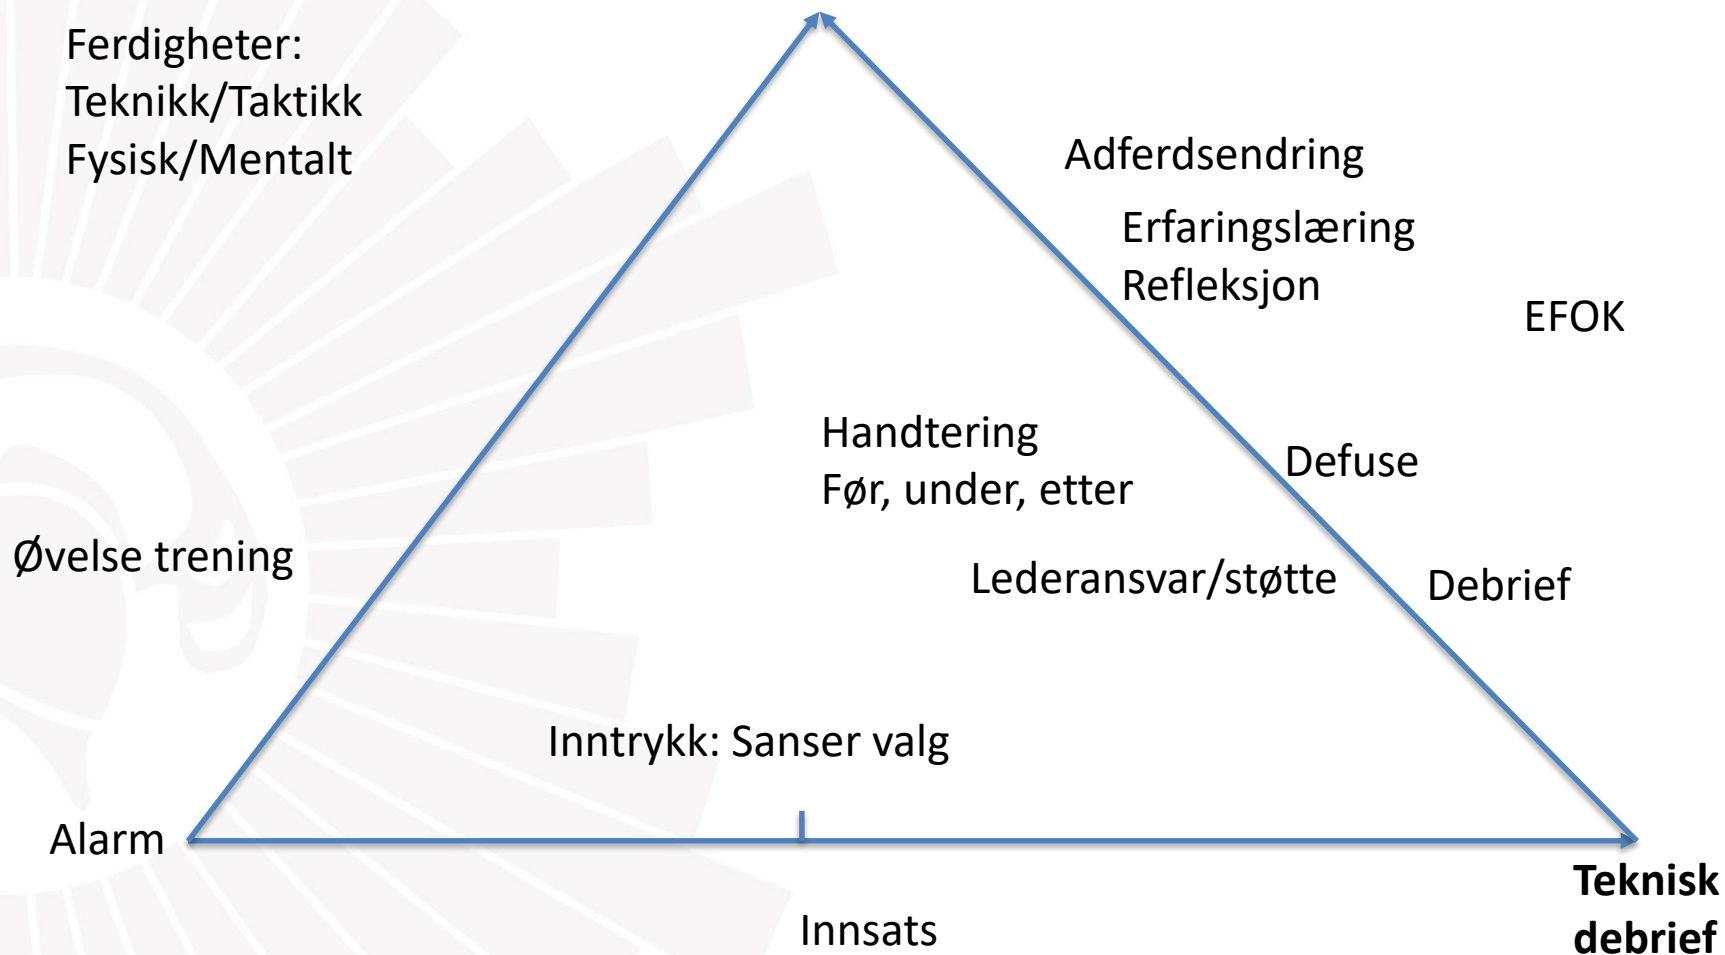 Ferdigheter:
Teknikk/Taktikk
Fysisk/Mentalt
Adferdsendring
Erfaringslæring
Refleksjon
EFOK
Handtering
Før, under, etter
Defuse
Øvelse trening
Lederansvar/støtte
Debrief
Inntrykk: Sanser valg
Alarm
Teknisk
debrief
Innsats